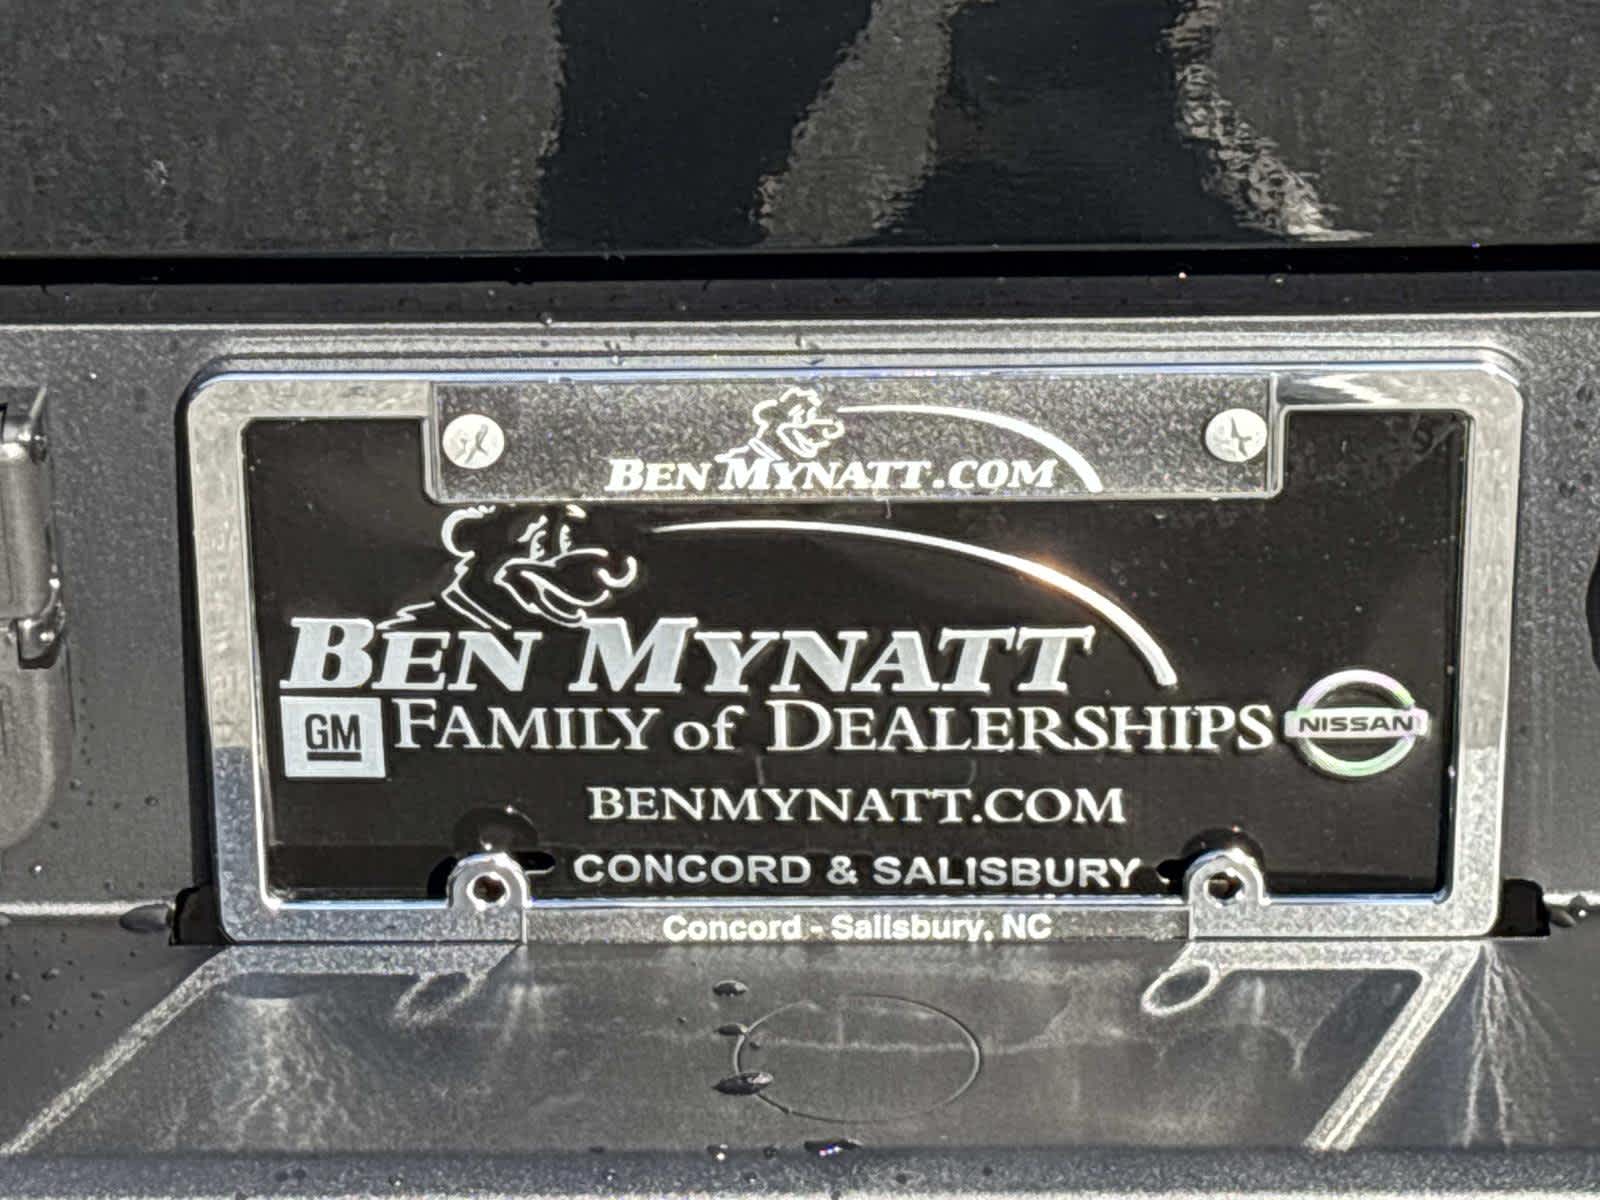 BEN MYNATT.COM
BEN MYNATT
GM FAMILY of DEALERSHIPS NISSAN
BENMYNATT.COM
CONCORD & SALISBURY
Concord - Salisbury, NC